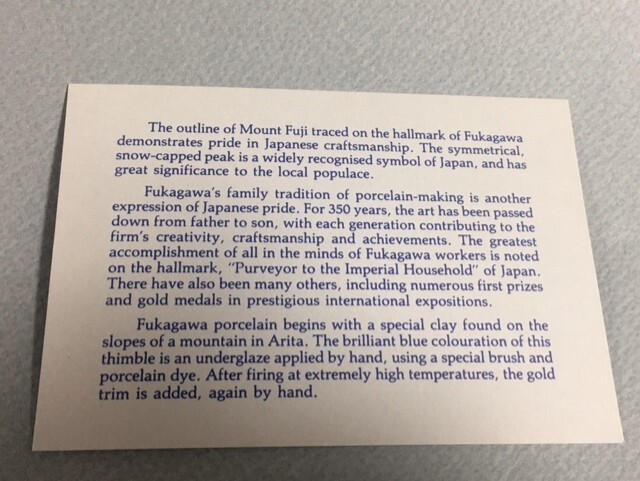 The outline of Mount Fuji traced on the hallmark of Fukagawa
demonstrates pride in Japanese craftsmanship. The symmetrical,
snow-capped peak is a widely recognised symbol of Japan, and has
great significance to the local populace.
Fukagawa's family tradition of porcelain-making is another
expression of Japanese pride. For 350 years, the art has been passed
down from father to son, with each generation contributing to the
firm's creativity, craftsmanship and achievements. The greatest
accomplishment of all in the minds of Fukagawa workers is noted
on the hallmark, "Purveyor to the Imperial Household" of Japan.
There have also been many others, including numerous first prizes
and gold medals in prestigious international expositions.
Fukagawa porcelain begins with a special clay found on the
slopes of a mountain in Arita. The brilliant blue colouration of this
thimble is an underglaze applied by hand, using a special brush and
porcelain dye. After firing at extremely high temperatures, the gold
trim is added, again by hand.